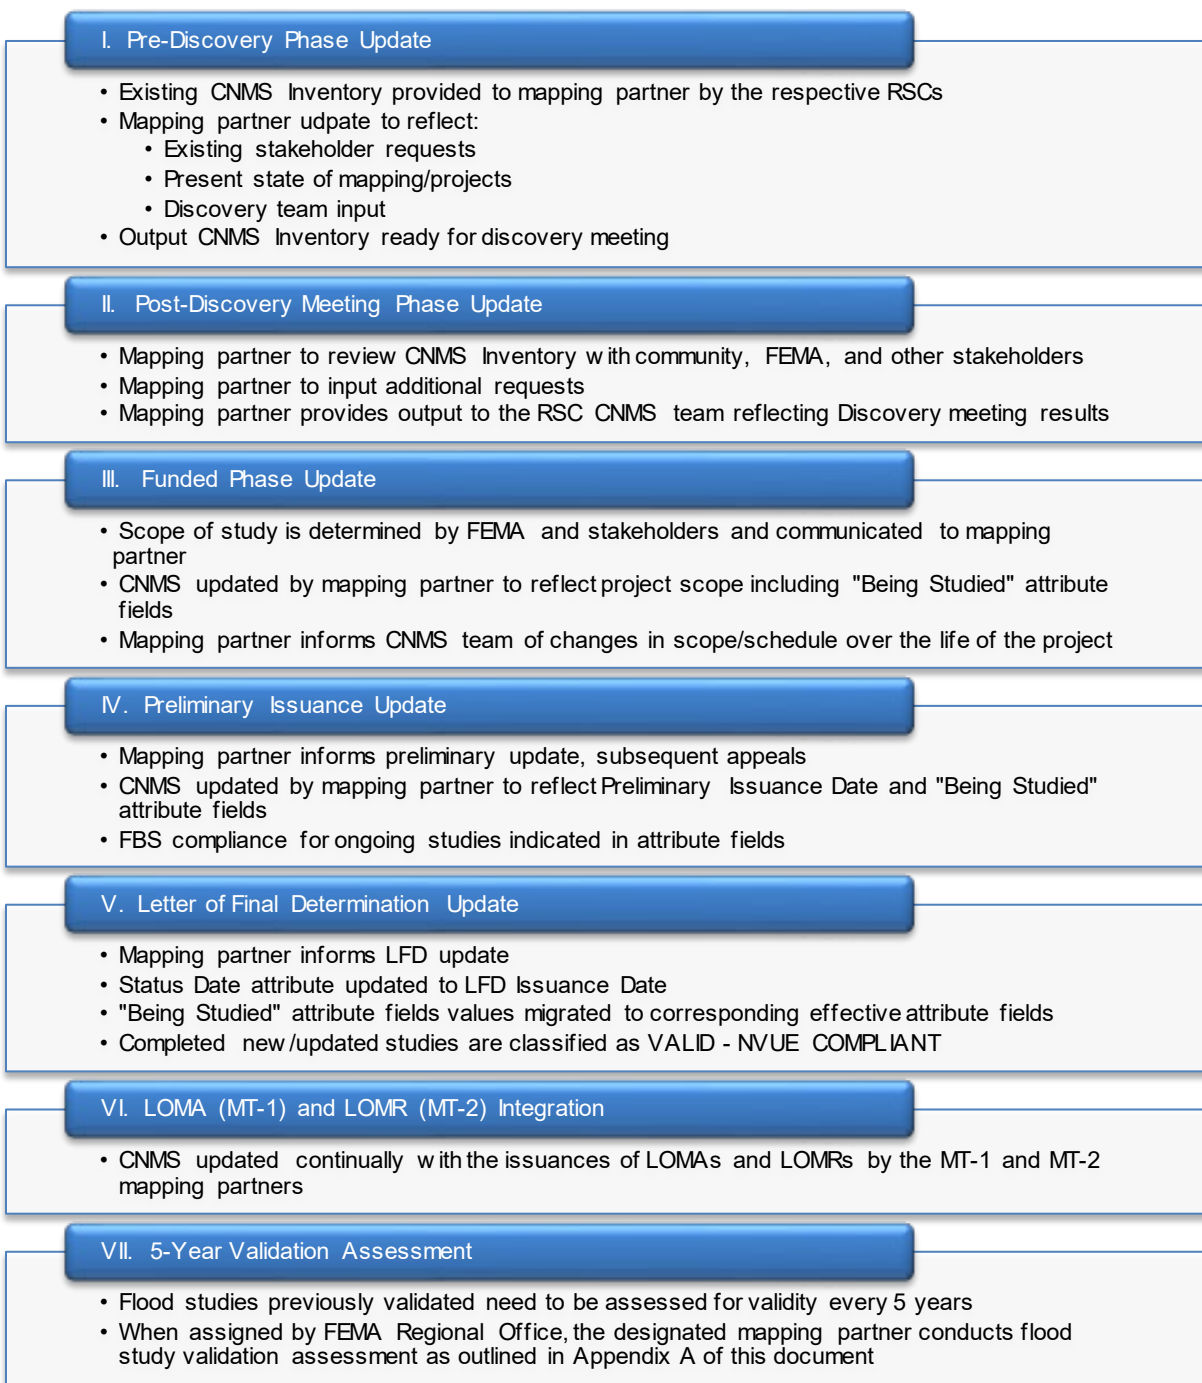 I. Pre-Discovery Phase Update
• Existing CNMS Inventory provided to mapping partner by the respective RSCs
• Mapping partner udpate to reflect:
• Existing stakeholder requests
• Present state of mapping/projects
• Discovery team input
• Output CNMS Inventory ready for discovery meeting
II. Post-Discovery Meeting Phase Update
• Mapping partner to review CNMS Inventory with community, FEMA, and other stakeholders
• Mapping partner to input additional requests
• Mapping partner provides output to the RSC CNMS team reflecting Discovery meeting results
III. Funded Phase Update
• Scope of study is determined by FEMA and stakeholders and communicated to mapping
partner
• CNMS updated by mapping partner to reflect project scope including "Being Studied" attribute
fields
• Mapping partner informs CNMS team of changes in scope/schedule over the life of the project
IV. Preliminary Issuance Update
• Mapping partner informs preliminary update, subsequent appeals
• CNMS updated by mapping partner to reflect Preliminary Issuance Date and "Being Studied"
attribute fields
• FBS compliance for ongoing studies indicated in attribute fields
V. Letter of Final Determination Update
• Mapping partner informs LFD update
• Status Date attribute updated to LFD Issuance Date
• "Being Studied" attribute fields values migrated to corresponding effective attribute fields
• Completed new/updated studies are classified as VALID - NVUE COMPLIANT
VI. LOMA (MT-1) and LOMR (MT-2) Integration
• CNMS updated continually with the issuances of LOMAs and LOMRs by the MT-1 and MT-2
mapping partners
VII. 5-Year Validation Assessment
• Flood studies previously validated need to be assessed for validity every 5 years
• When assigned by FEMA Regional Office, the designated mapping partner conducts flood
study validation assessment as outlined in Appendix A of this document